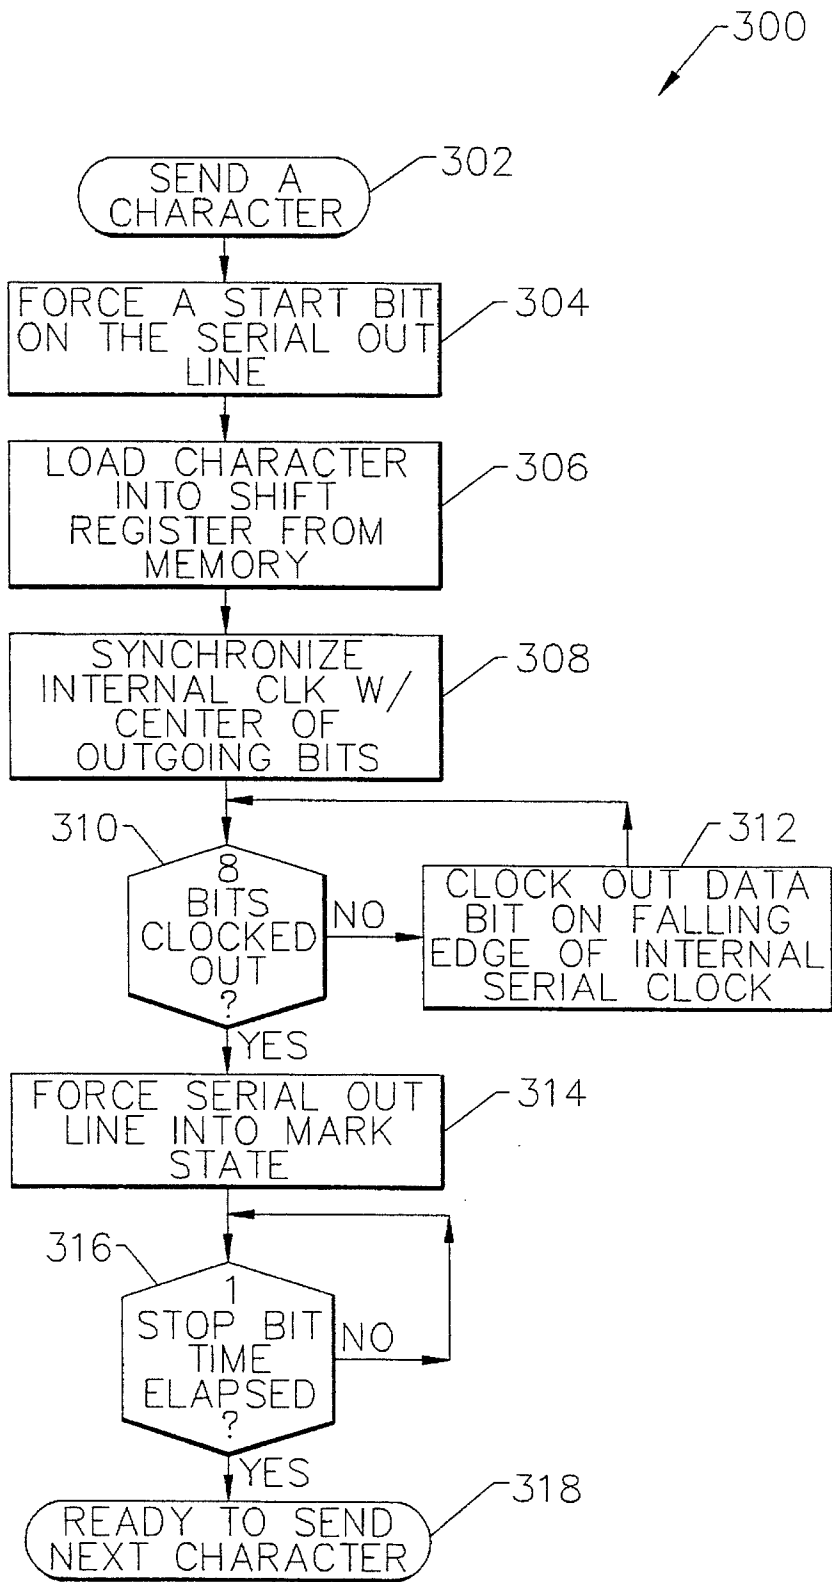 300
SEND A
CHARACTER
302
FORCE A START BIT
ON THE SERIAL OUT
LINE
304
LOAD CHARACTER
INTO SHIFT
REGISTER FROM
MEMORY
306
SYNCHRONIZE
INTERNAL CLK W/
CENTER OF
OUTGOING BITS
308
310
8
BITS
CLOCKED
OUT
?
NO
YES
312
CLOCK OUT DATA
BIT ON FALLING
EDGE OF INTERNAL
SERIAL CLOCK
FORCE SERIAL OUT
LINE INTO MARK
STATE
314
316
1
STOP BIT
TIME
ELAPSED
?
NO
YES
READY TO SEND
NEXT CHARACTER
318